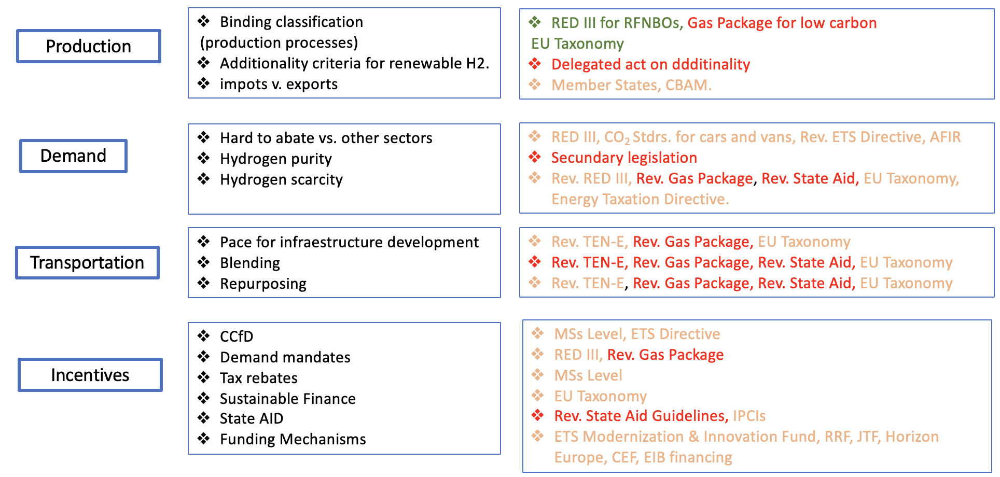 Production
❖ Binding classification
(production processes)
❖ Additionality criteria for renewable H2.
❖ impots v. exports
❖ RED III for RFNBOs, Gas Package for low carbon
EU Taxonomy
❖ Delegated act on ddditinality
❖ Member States, CBAM.
Demand
❖ Hard to abate vs. other sectors
❖ Hydrogen purity
❖ Hydrogen scarcity
❖ RED III, CO₂ Stdrs. for cars and vans, Rev. ETS Directive, AFIR
❖ Secundary legislation
❖ Rev. RED III, Rev. Gas Package, Rev. State Aid, EU Taxonomy,
Energy Taxation Directive.
Transportation
❖ Pace for infraestructure development
❖ Blending
❖ Repurposing
❖ Rev. TEN-E, Rev. Gas Package, EU Taxonomy
❖ Rev. TEN-E, Rev. Gas Package, Rev. State Aid, EU Taxonomy
❖ Rev. TEN-E, Rev. Gas Package, Rev. State Aid, EU Taxonomy
Incentives
❖ CCfD
❖ Demand mandates
❖ Tax rebates
❖ Sustainable Finance
❖ State AID
❖ Funding Mechanisms
❖ MSs Level, ETS Directive
❖ RED III, Rev. Gas Package
❖ MSs Level
❖ EU Taxonomy
❖ Rev. State Aid Guidelines, IPCIs
❖ ETS Modernization & Innovation Fund, RRF, JTF, Horizon
Europe, CEF, EIB financing